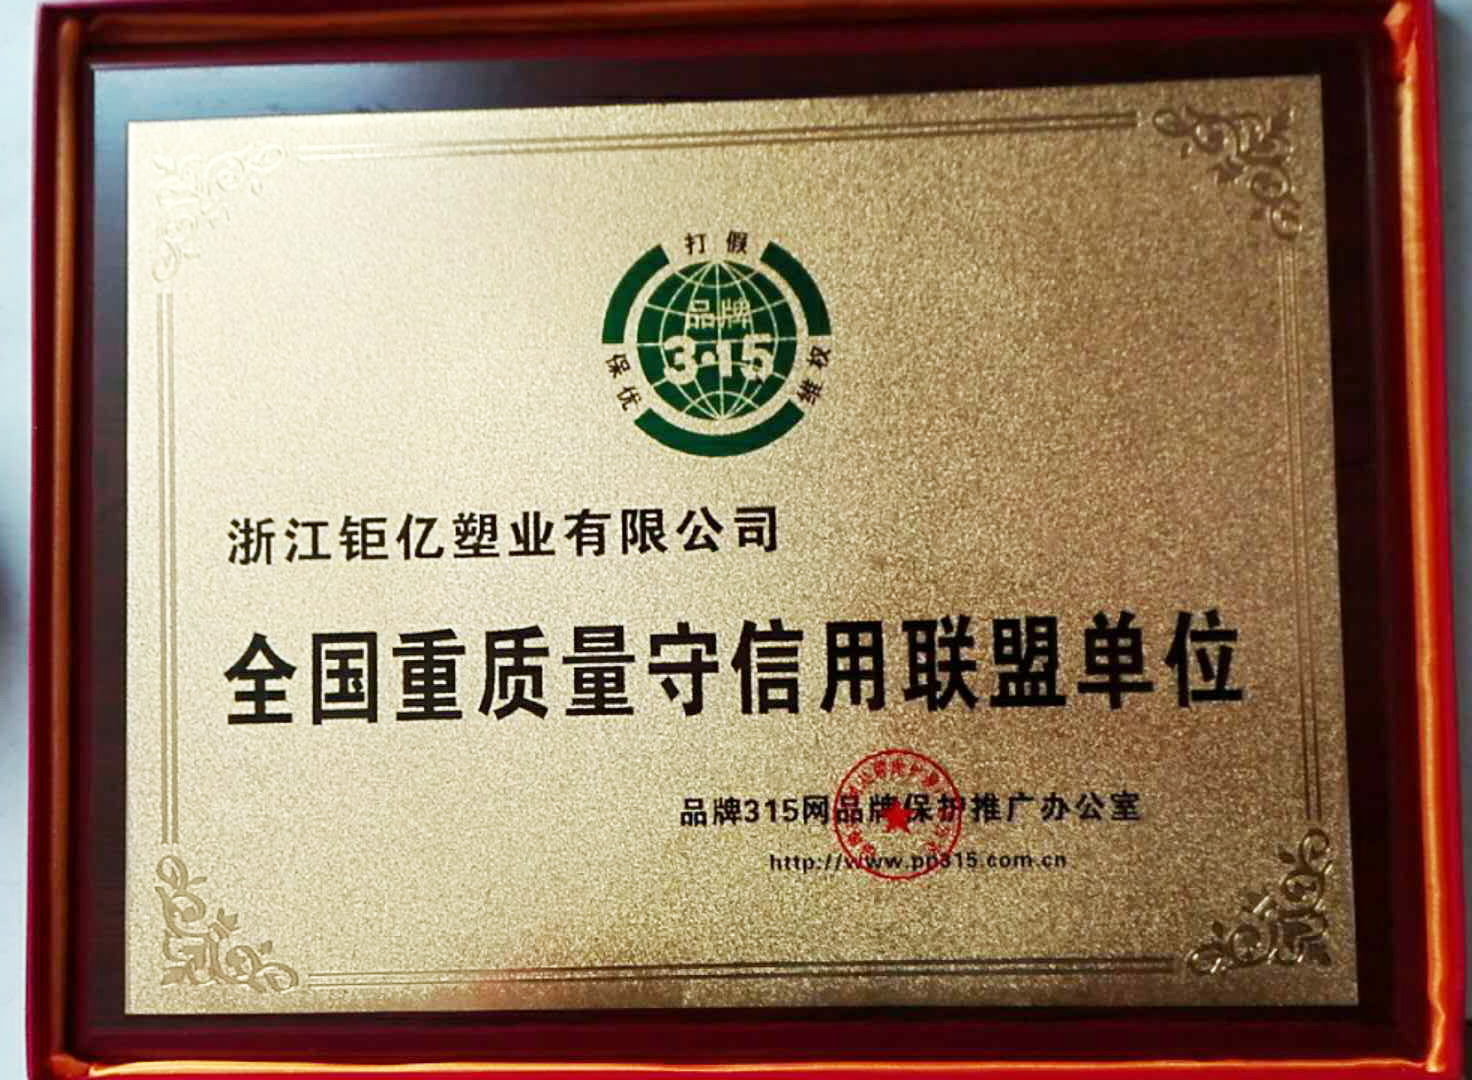 打假
品牌
3·15
保优
维权
浙江钜亿塑业有限公司
全国重质量守信用联盟单位
品牌315网品牌保护推广办公室
http://www.pp315.com.cn